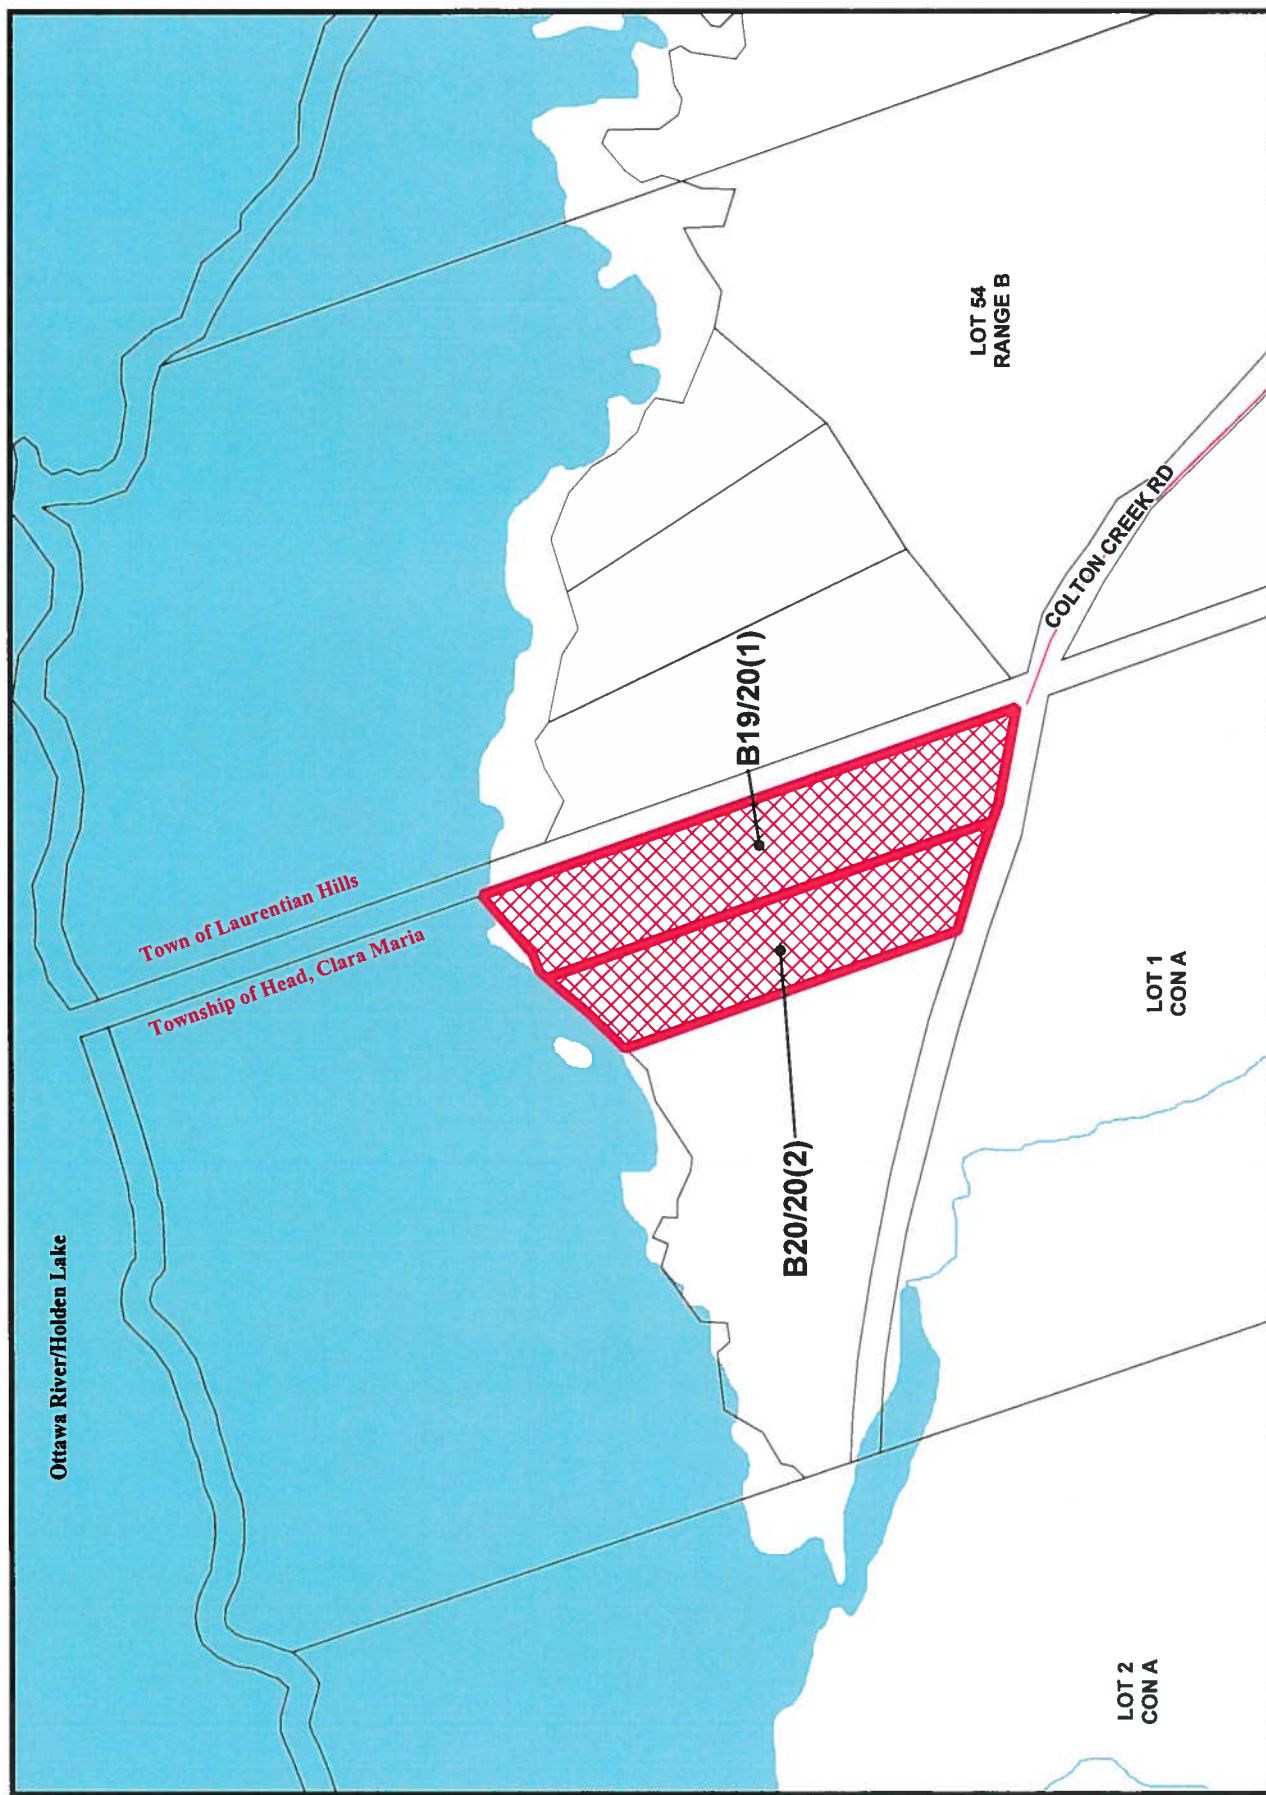 Ottawa River/Holden Lake
Town of Laurentian Hills
Township of Head, Clara Maria
B19/20(1)
B20/20(2)
LOT 54
RANGE B
COLTON CREEK RD
LOT 1
CON A
LOT 2
CON A